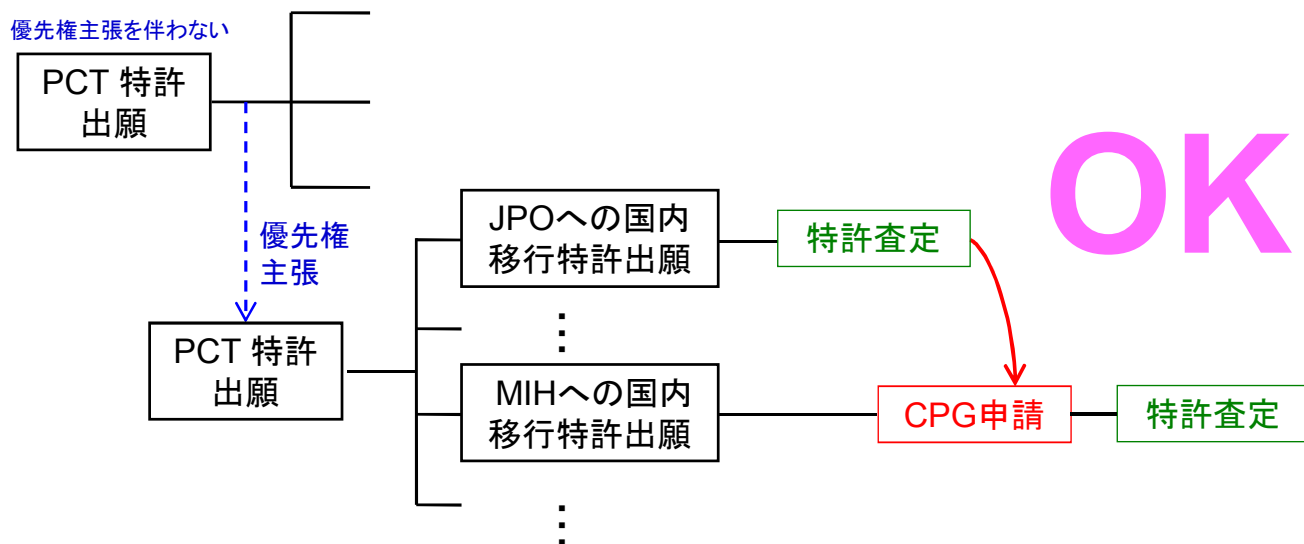 優先権主張を伴わない
PCT 特許
出願
OK
JPOへの国内
移行特許出願
特許査定
優先権
主張
⋮
PCT 特許
出願
MIHへの国内
移行特許出願
CPG申請
特許査定
⋮